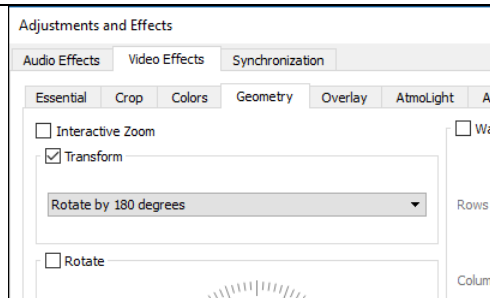 Adjustments and Effects
Audio Effects Video Effects Synchronization
Essential Crop Colors Geometry Overlay AtmoLight
Interactive Zoom
Transform
Rotate by 180 degrees
Rows
Rotate